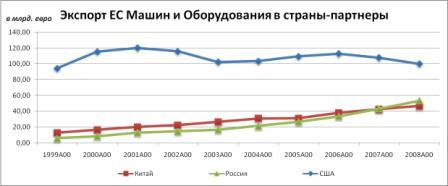 Экспорт ЕС Машин и Оборудования в страны-партнеры
в млрд. евро
140,00
120,00
100,00
80,00
60,00
40,00
20,00
0,00
1999A00 2000A00 2001A00 2002A00 2003A00 2004A00 2005A00 2006A00 2007A00 2008A00
Китай Россия США